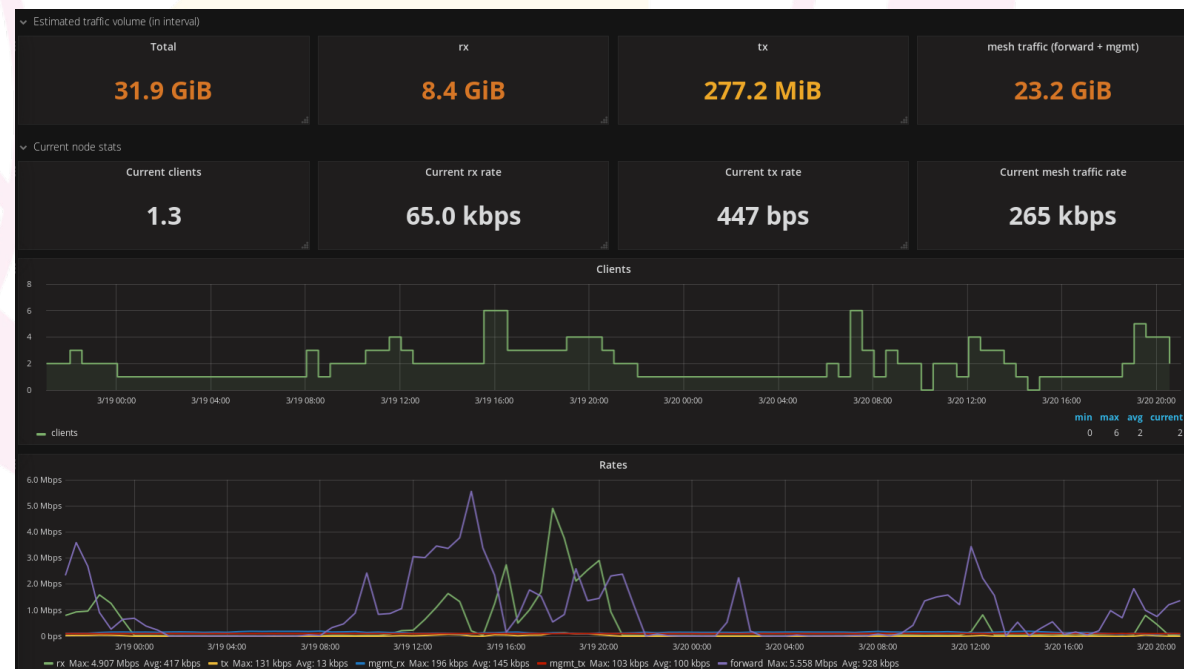 Estimated traffic volume (in interval)
Total rx tx mesh traffic (forward + mgmt)
31.9 GiB 8.4 GiB 277.2 MiB 23.2 GiB
Current node stats
Current clients Current rx rate Current tx rate Current mesh traffic rate
1.3 65.0 kbps 447 bps 265 kbps
Clients
8
6
4
2
0
3/19 00:00 3/19 04:00 3/19 08:00 3/19 12:00 3/19 16:00 3/19 20:00 3/20 00:00 3/20 04:00 3/20 08:00 3/20 12:00 3/20 16:00 3/20 20:00
min max avg current
clients 0 6 2 2
Rates
6.0 Mbps
5.0 Mbps
4.0 Mbps
3.0 Mbps
2.0 Mbps
1.0 Mbps
0 bps
3/19 00:00 3/19 04:00 3/19 08:00 3/19 12:00 3/19 16:00 3/19 20:00 3/20 00:00 3/20 04:00 3/20 08:00 3/20 12:00 3/20 16:00 3/20 20:00
rx Max: 4.907 Mbps Avg: 417 kbps tx Max: 131 kbps Avg: 13 kbps mgmt_rx Max: 196 kbps Avg: 145 kbps mgmt_tx Max: 103 kbps Avg: 100 kbps forward Max: 5.558 Mbps Avg: 928 kbps